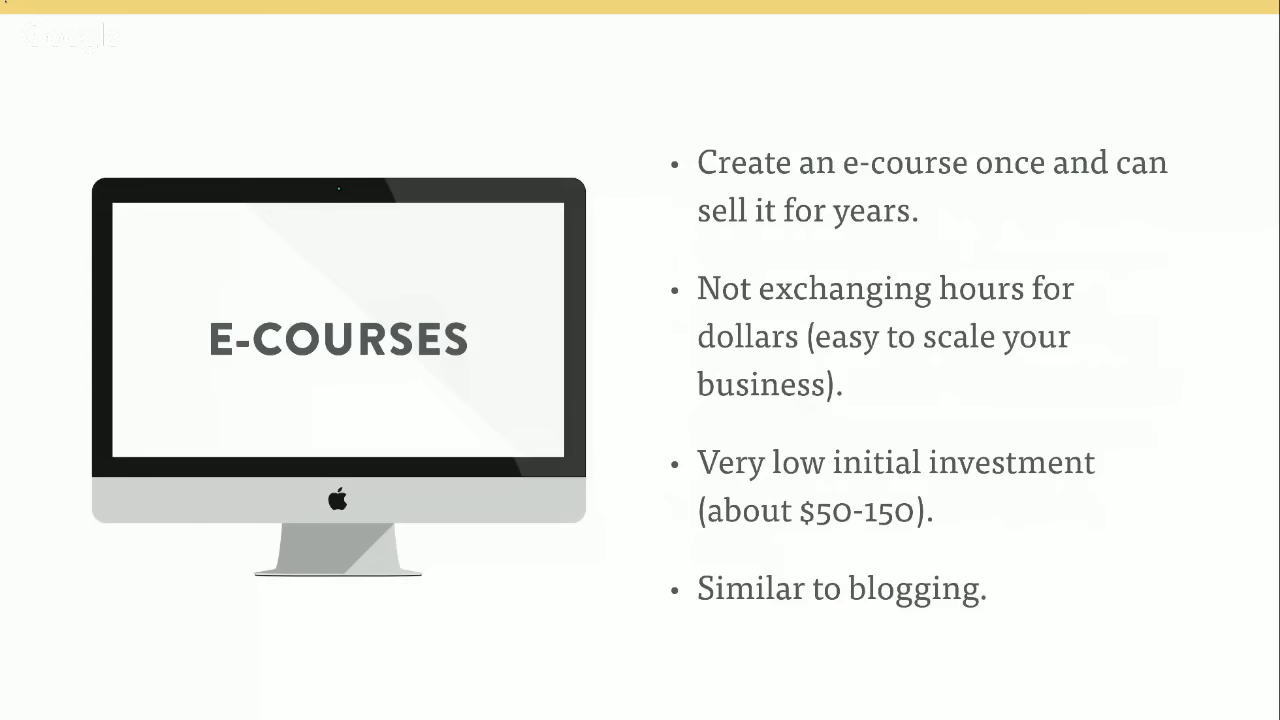 Google
E-COURSES
• Create an e-course once and can
sell it for years.
• Not exchanging hours for
dollars (easy to scale your
business).
• Very low initial investment
(about $50-150).
• Similar to blogging.